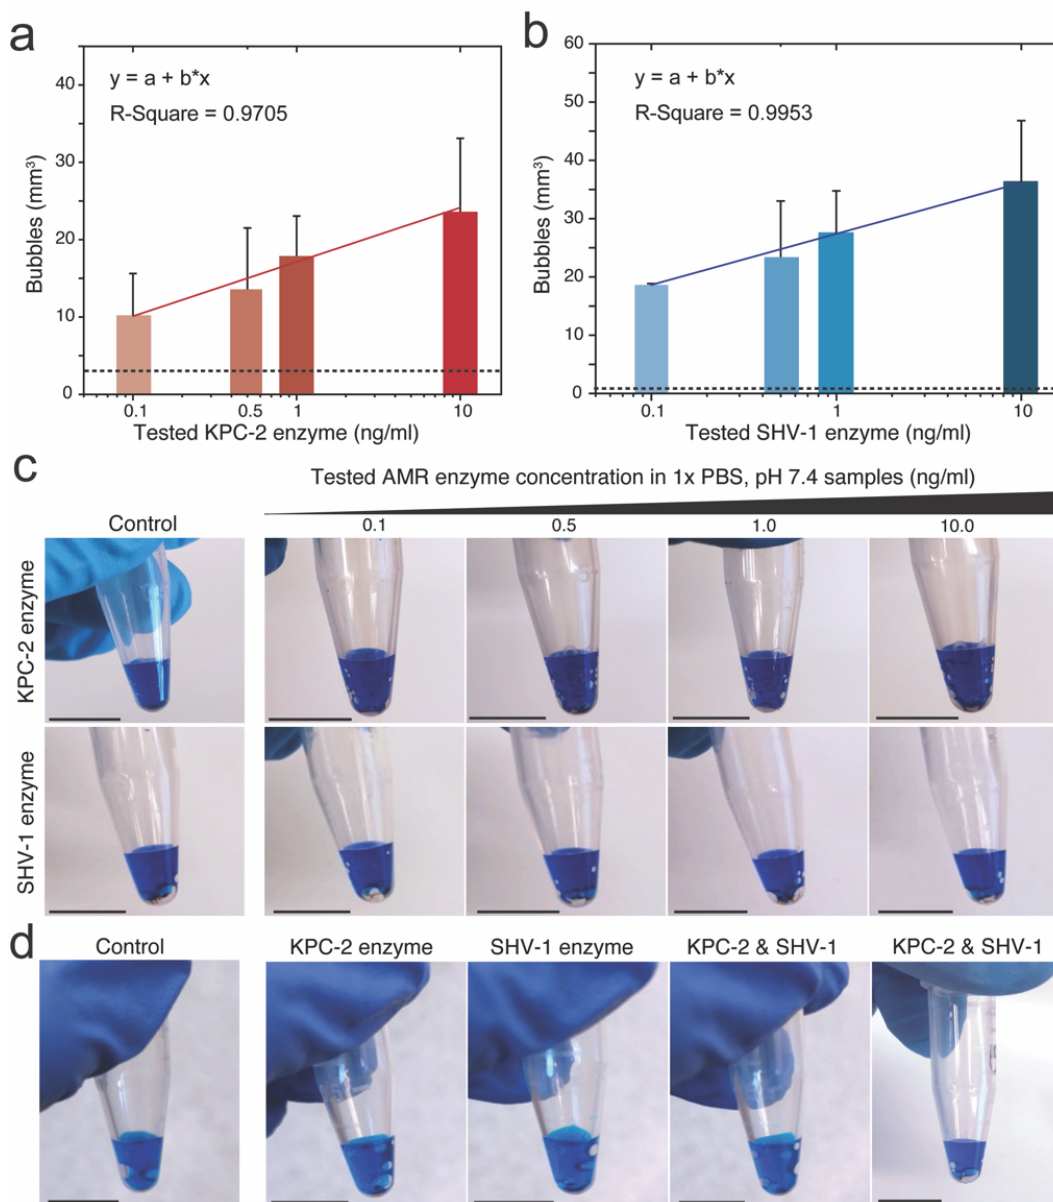 a
y = a + b*x
R-Square = 0.9705
Bubbles (mm³)
40
30
20
10
0
0.1
0.5
1
10
Tested KPC-2 enzyme (ng/ml)
b
y = a + b*x
R-Square = 0.9953
Bubbles (mm³)
60
50
40
30
20
10
0
0.1
1
10
Tested SHV-1 enzyme (ng/ml)
c
Tested AMR enzyme concentration in 1x PBS, pH 7.4 samples (ng/ml)
Control
0.1
0.5
1.0
10.0
KPC-2 enzyme
SHV-1 enzyme
d
Control
KPC-2 enzyme
SHV-1 enzyme
KPC-2 & SHV-1
KPC-2 & SHV-1